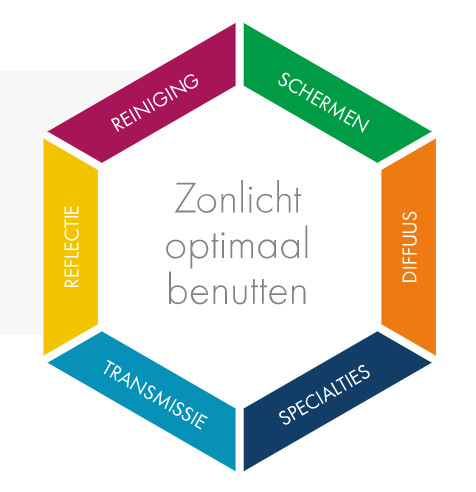 REINIGING
SCHERMEN
Zonlicht
optimaal
benutten
REFLECTIE
DIFFUUS
TRANSMISSIE
SPECIALTIES